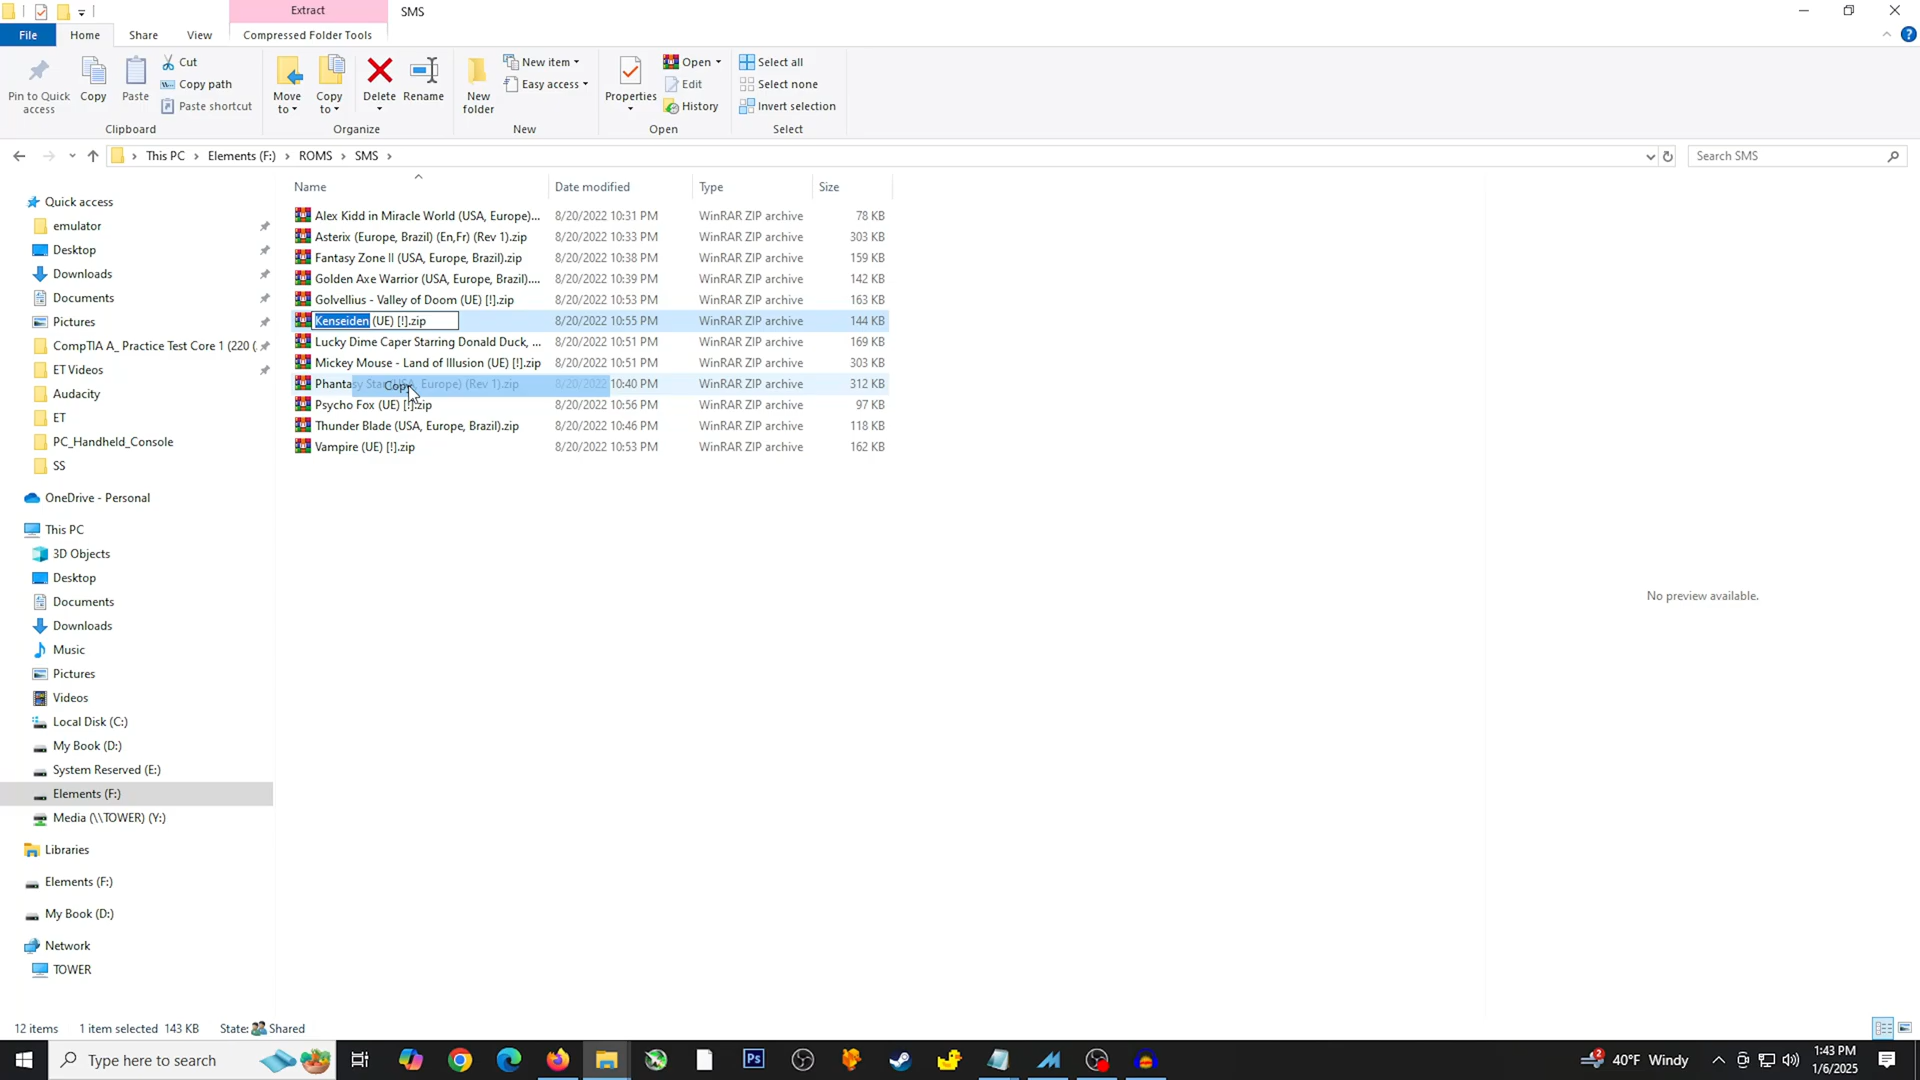 Extract
SMS
File
Home
Share
View
Compressed Folder Tools
Pin to Quick access
Copy
Paste
Cut
Copy path
Paste shortcut
Move to
Copy to
Delete
Rename
New folder
New item
Easy access
Properties
Open
Edit
History
Select all
Select none
Invert selection
Clipboard
Organize
New
Open
Select
This PC > Elements (F:) > ROMS > SMS >
Search SMS
Name Date modified Type Size
Alex Kidd in Miracle World (USA, Europe)... 8/20/2022 10:31 PM WinRAR ZIP archive 78 KB
Asterix (Europe, Brazil) (En,Fr) (Rev 1).zip 8/20/2022 10:33 PM WinRAR ZIP archive 303 KB
Fantasy Zone II (USA, Europe, Brazil).zip 8/20/2022 10:38 PM WinRAR ZIP archive 159 KB
Golden Axe Warrior (USA, Europe, Brazil).... 8/20/2022 10:39 PM WinRAR ZIP archive 142 KB
Golvellius - Valley of Doom (UE) [!].zip 8/20/2022 10:53 PM WinRAR ZIP archive 163 KB
Kenseiden (UE) [!].zip 8/20/2022 10:55 PM WinRAR ZIP archive 144 KB
Lucky Dime Caper Starring Donald Duck, ... 8/20/2022 10:51 PM WinRAR ZIP archive 169 KB
Mickey Mouse - Land of Illusion (UE) [!].zip 8/20/2022 10:51 PM WinRAR ZIP archive 303 KB
Phantasy Star (USA, Europe) (Rev 1).zip 8/20/2022 10:40 PM WinRAR ZIP archive 312 KB
Copy
Psycho Fox (UE) [!].zip 8/20/2022 10:56 PM WinRAR ZIP archive 97 KB
Thunder Blade (USA, Europe, Brazil).zip 8/20/2022 10:46 PM WinRAR ZIP archive 118 KB
Vampire (UE) [!].zip 8/20/2022 10:53 PM WinRAR ZIP archive 162 KB
Quick access
emulator
Desktop
Downloads
Documents
Pictures
CompTIA A_ Practice Test Core 1 (220 (
ET Videos
Audacity
ET
PC_Handheld_Console
SS
OneDrive - Personal
This PC
3D Objects
Desktop
Documents
Downloads
Music
Pictures
Videos
Local Disk (C:)
My Book (D:)
System Reserved (E:)
Elements (F:)
Media (\\TOWER) (Y:)
Libraries
Elements (F:)
My Book (D:)
Network
TOWER
No preview available.
12 items 1 item selected 143 KB State: Shared
Type here to search
Ps
2
40°F Windy
1:43 PM
1/6/2025